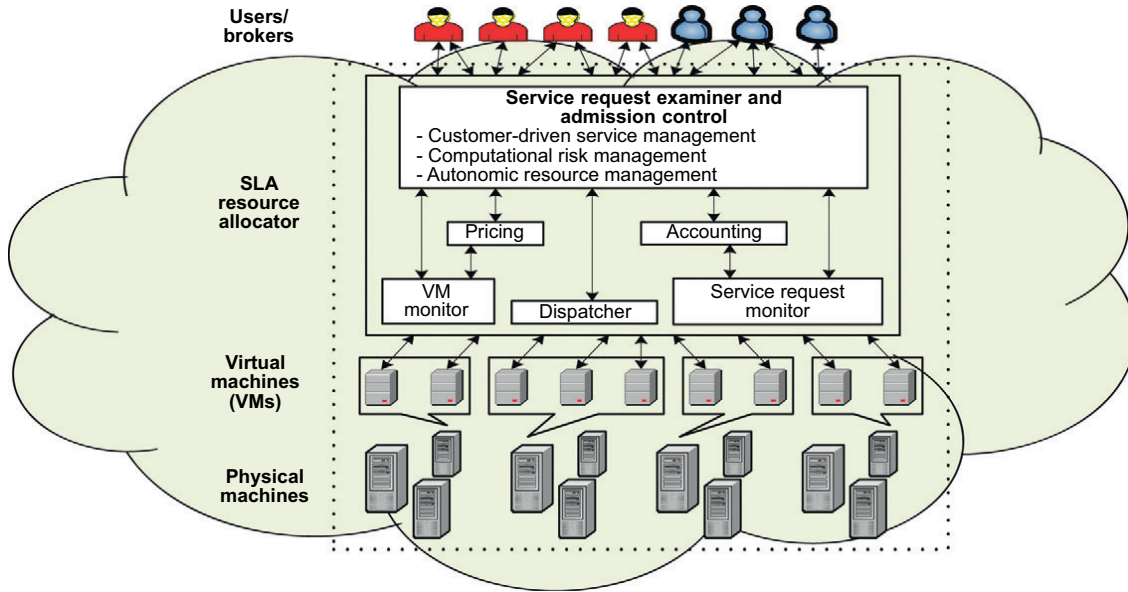 Users/
brokers
Service request examiner and
admission control
- Customer-driven service management
- Computational risk management
- Autonomic resource management
SLA
resource
allocator
Pricing
Accounting
VM
monitor
Dispatcher
Service request
monitor
Virtual
machines
(VMs)
Physical
machines